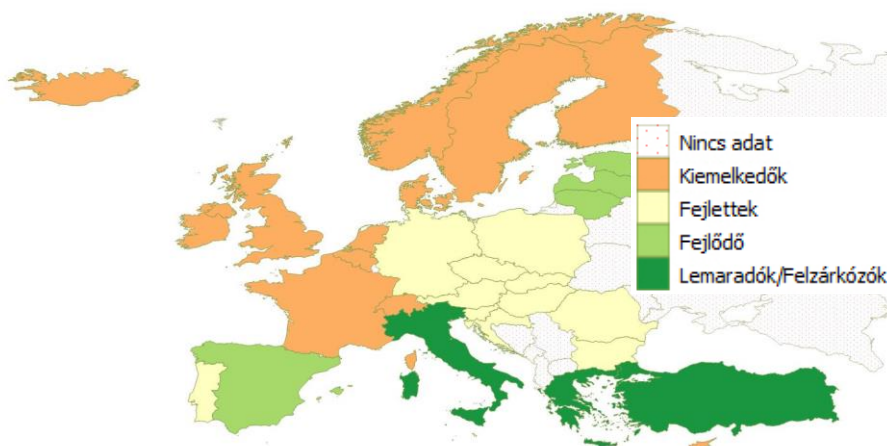 Nincs adat
Kiemelkedők
Fejlettek
Fejlődő
Lemaradók/Felzárkózók